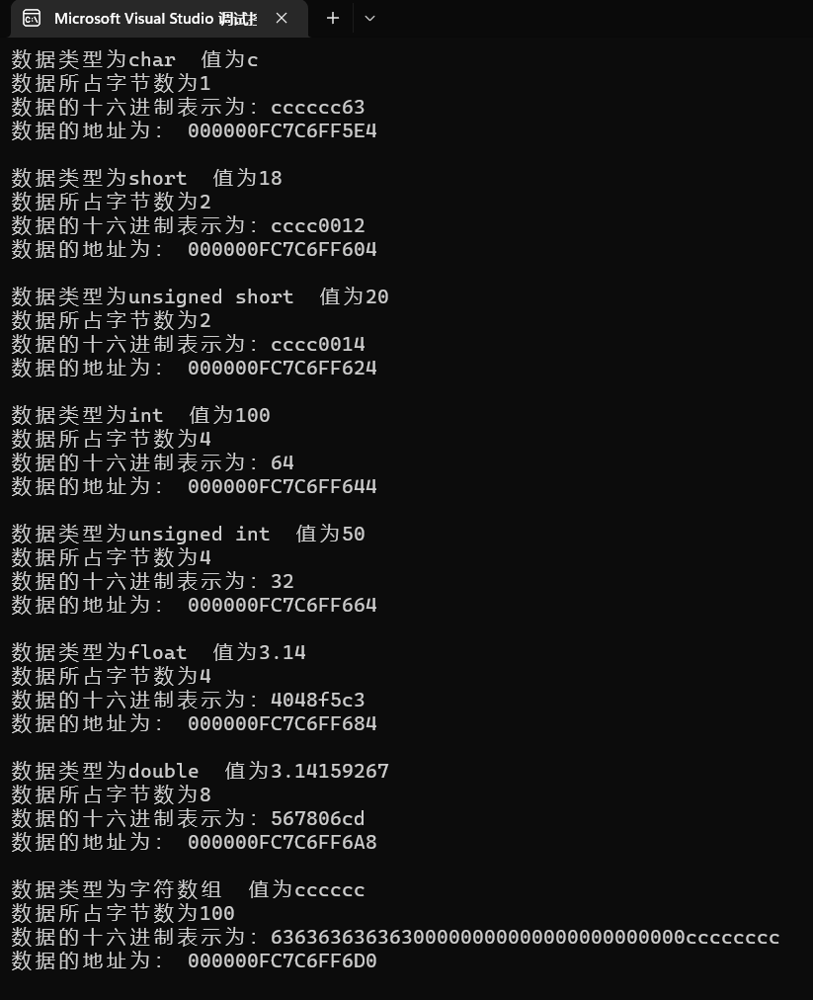 Microsoft Visual Studio 调试
数据类型为char  值为c
数据所占字节数为1
数据的十六进制表示为：cccccc63
数据的地址为： 000000FC7C6FF5E4
数据类型为short  值为18
数据所占字节数为2
数据的十六进制表示为：cccc0012
数据的地址为： 000000FC7C6FF604
数据类型为unsigned short  值为20
数据所占字节数为2
数据的十六进制表示为：cccc0014
数据的地址为： 000000FC7C6FF624
数据类型为int  值为100
数据所占字节数为4
数据的十六进制表示为：64
数据的地址为： 000000FC7C6FF644
数据类型为unsigned int  值为50
数据所占字节数为4
数据的十六进制表示为：32
数据的地址为： 000000FC7C6FF664
数据类型为float  值为3.14
数据所占字节数为4
数据的十六进制表示为：4048f5c3
数据的地址为： 000000FC7C6FF684
数据类型为double  值为3.14159267
数据所占字节数为8
数据的十六进制表示为：567806cd
数据的地址为： 000000FC7C6FF6A8
数据类型为字符数组  值为cccccc
数据所占字节数为100
数据的十六进制表示为：63636363636300000000000000000000000cccccccc
数据的地址为： 000000FC7C6FF6D0